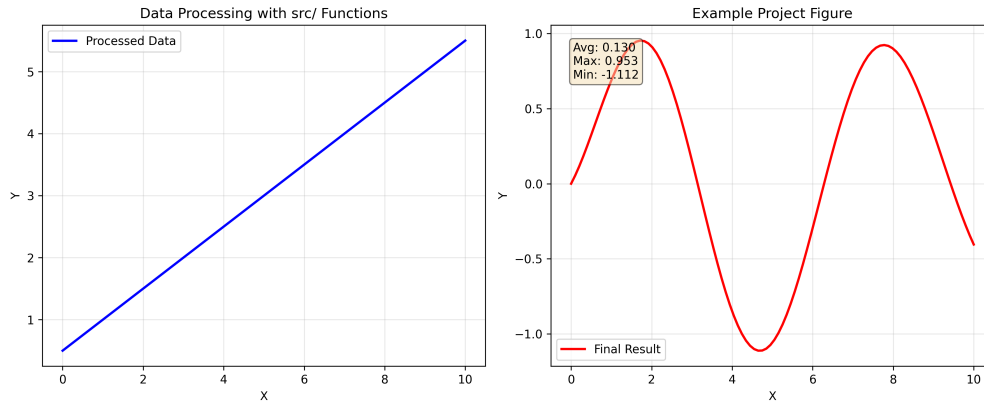 Data Processing with src/ Functions
Processed Data
5
4
3
2
1
Y
0
2
4
6
8
10
X
Example Project Figure
Avg: 0.130
Max: 0.953
Min: -1.112
1.0
0.5
0.0
−0.5
−1.0
Y
Final Result
0
2
4
6
8
10
X